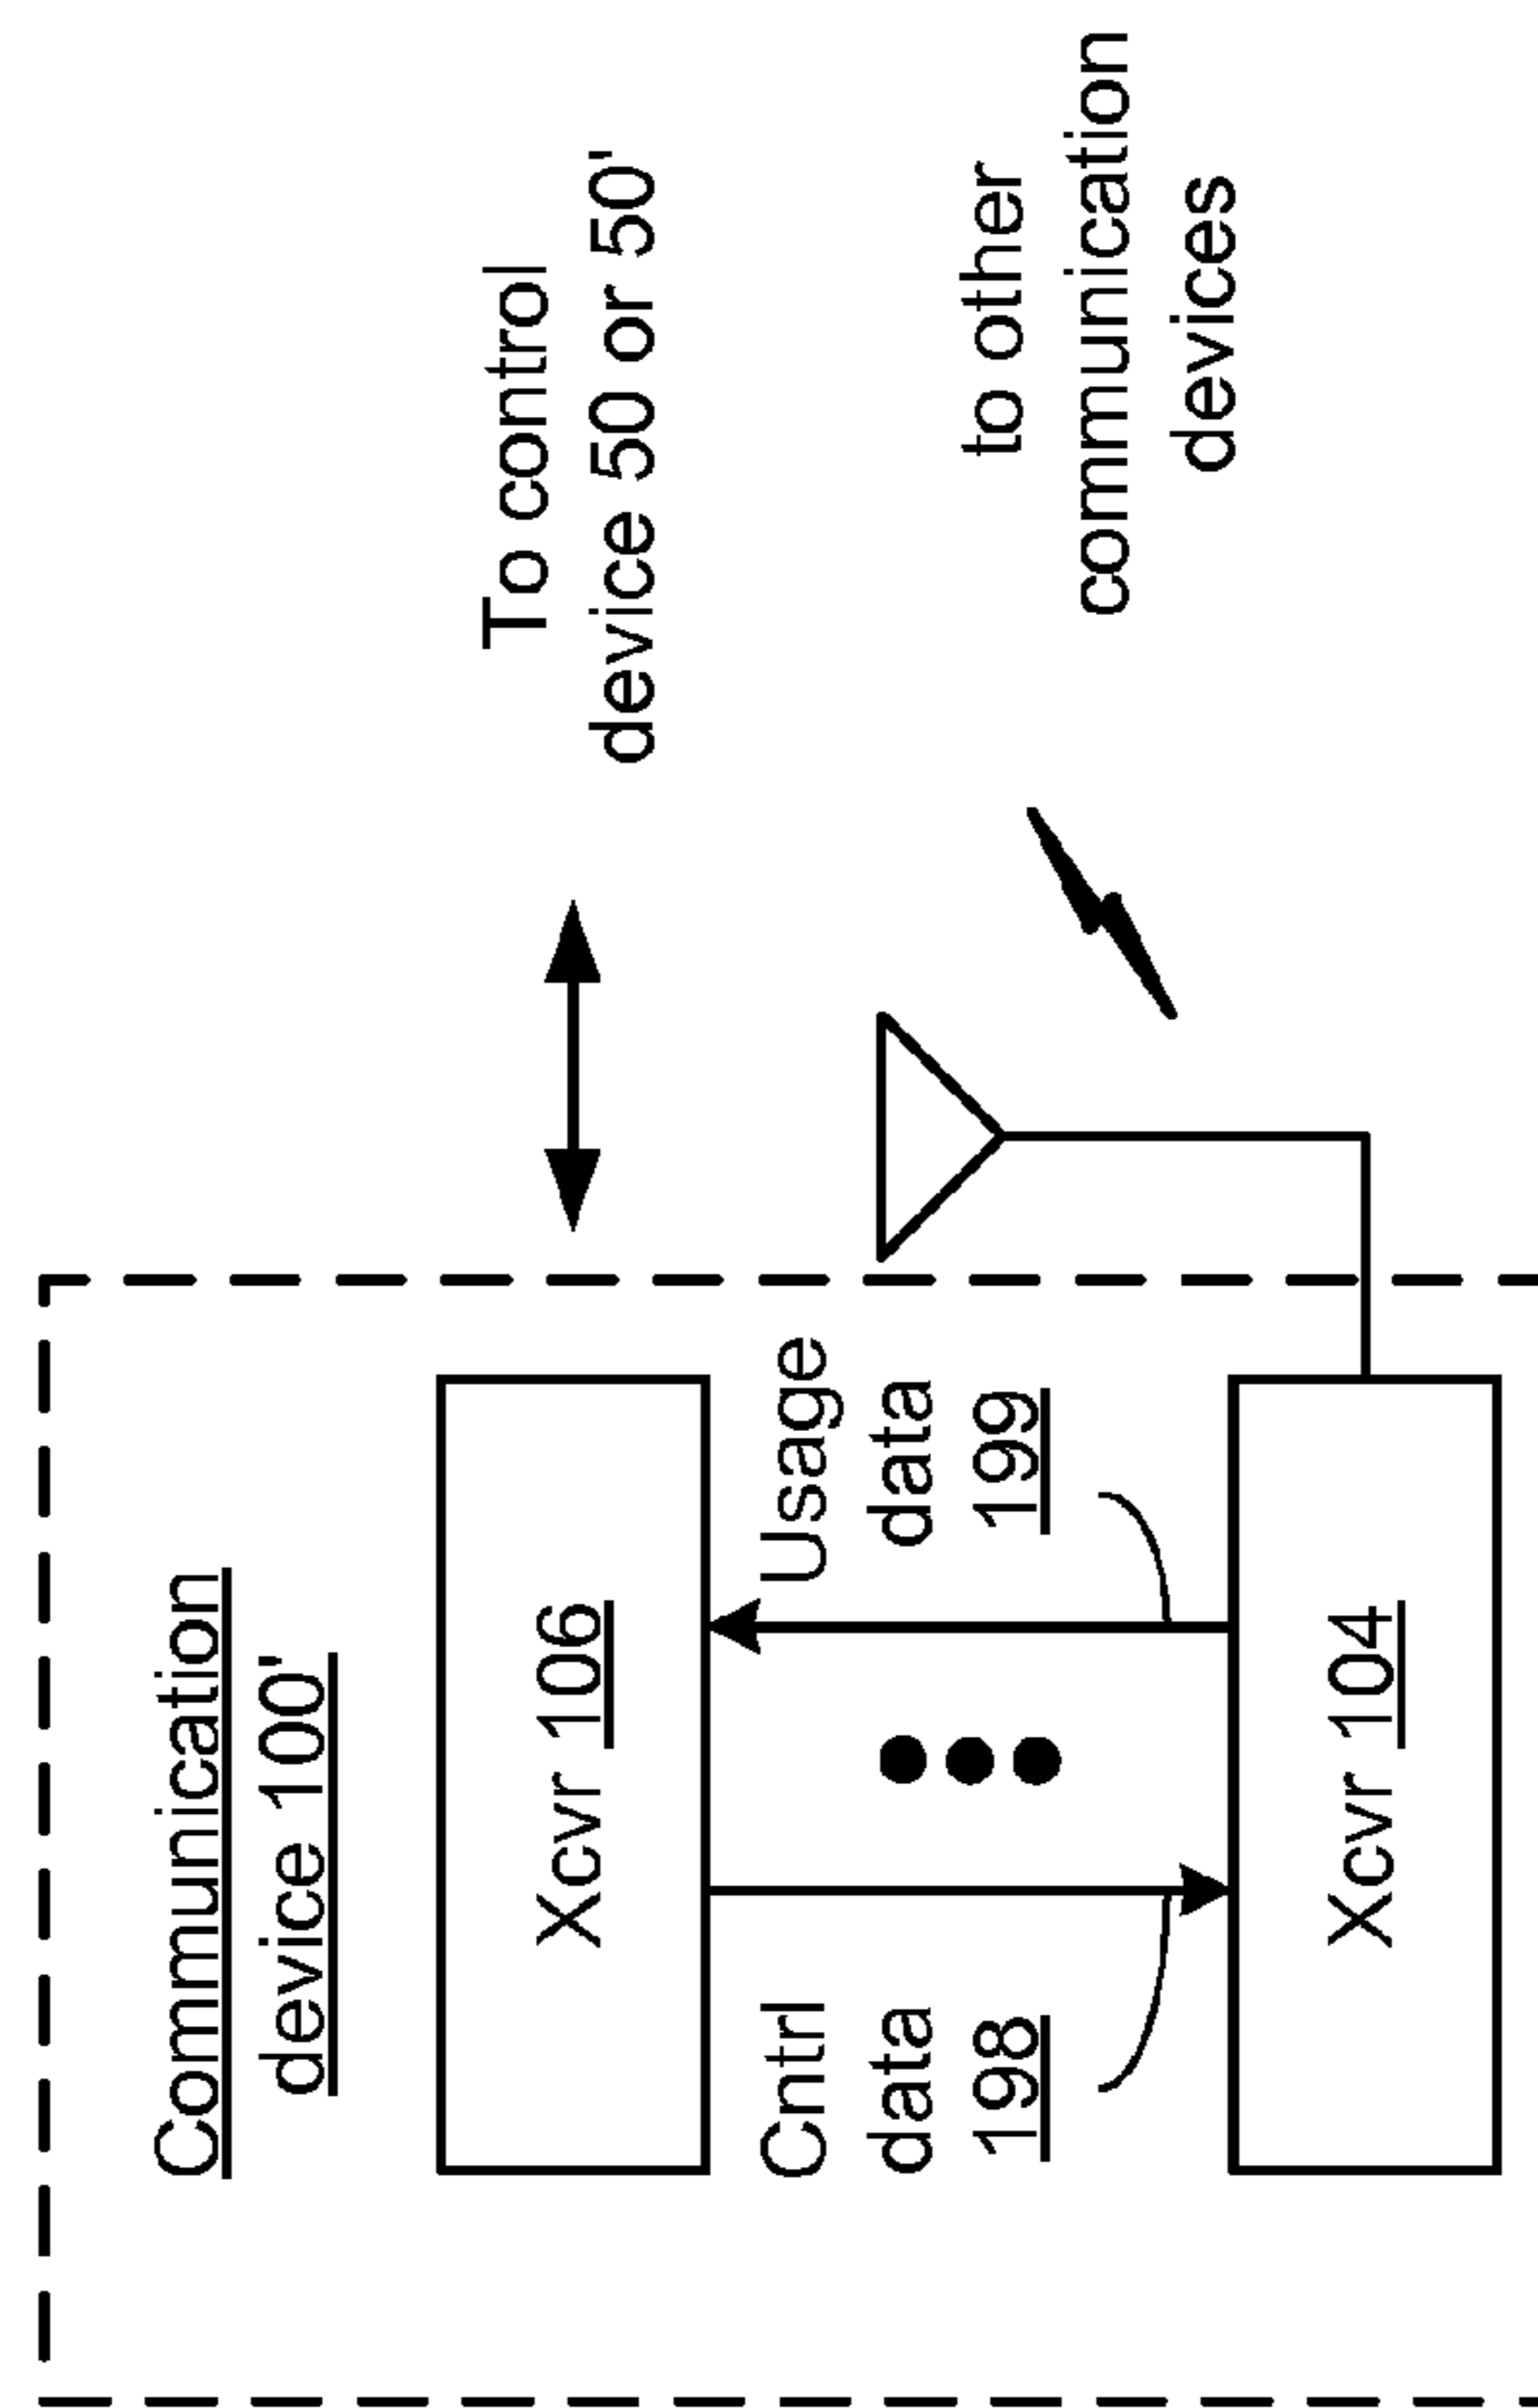 Communication
device 100'
Xcvr 106
To control
device 50 or 50'
Cntrl
data
198
Usage
data
199
to other
communication
devices
Xcvr 104